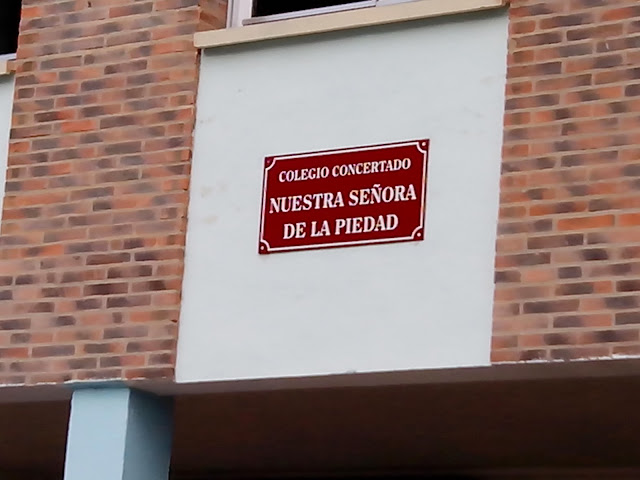 COLEGIO CONCERTADO
NUESTRA SEÑORA
DE LA PIEDAD